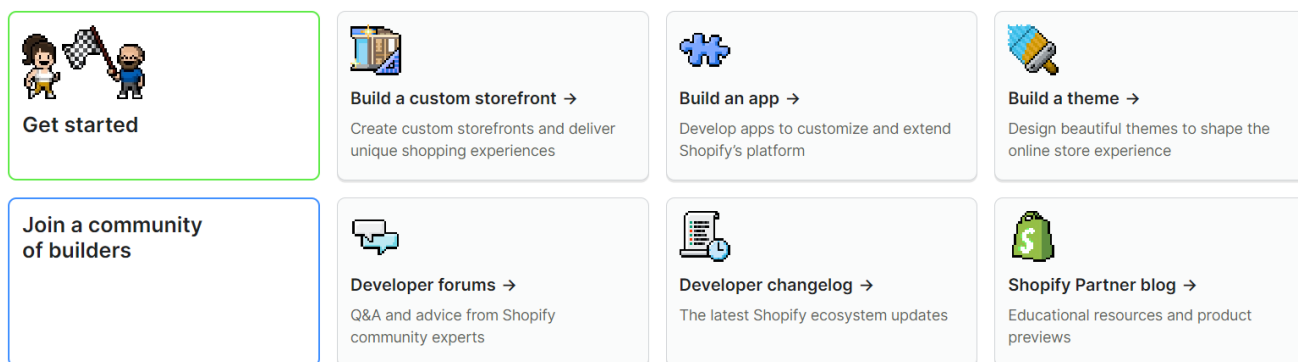 Get started
Build a custom storefront →
Create custom storefronts and deliver
unique shopping experiences
Build an app →
Develop apps to customize and extend
Shopify’s platform
Build a theme →
Design beautiful themes to shape the
online store experience
Join a community
of builders
Developer forums →
Q&A and advice from Shopify
community experts
Developer changelog →
The latest Shopify ecosystem updates
Shopify Partner blog →
Educational resources and product
previews